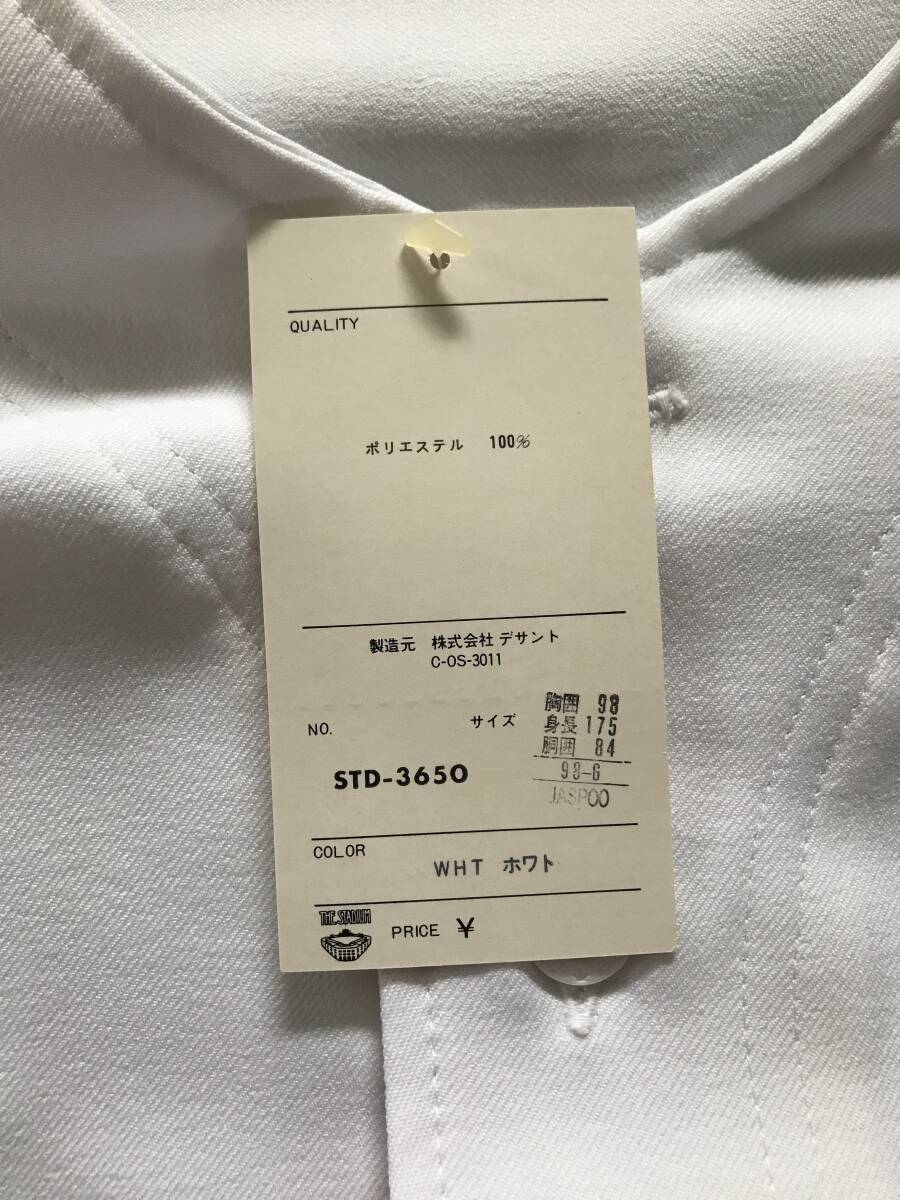 QUALITY
ポリエステル 100%
製造元 株式会社 デサント
C-OS-3011
NO.
サイズ
胸囲 98
身長 175
胴囲 84
98-6
JASPOO
STD-3650
COLOR
WHT ホワト
THE STADIUM
PRICE ¥